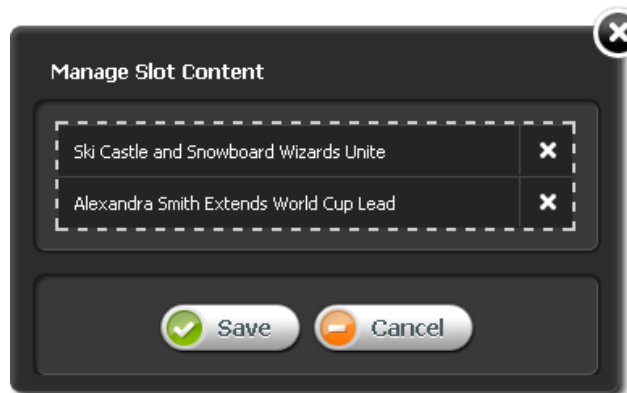 Manage Slot Content
Ski Castle and Snowboard Wizards Unite
Alexandra Smith Extends World Cup Lead
Save
Cancel